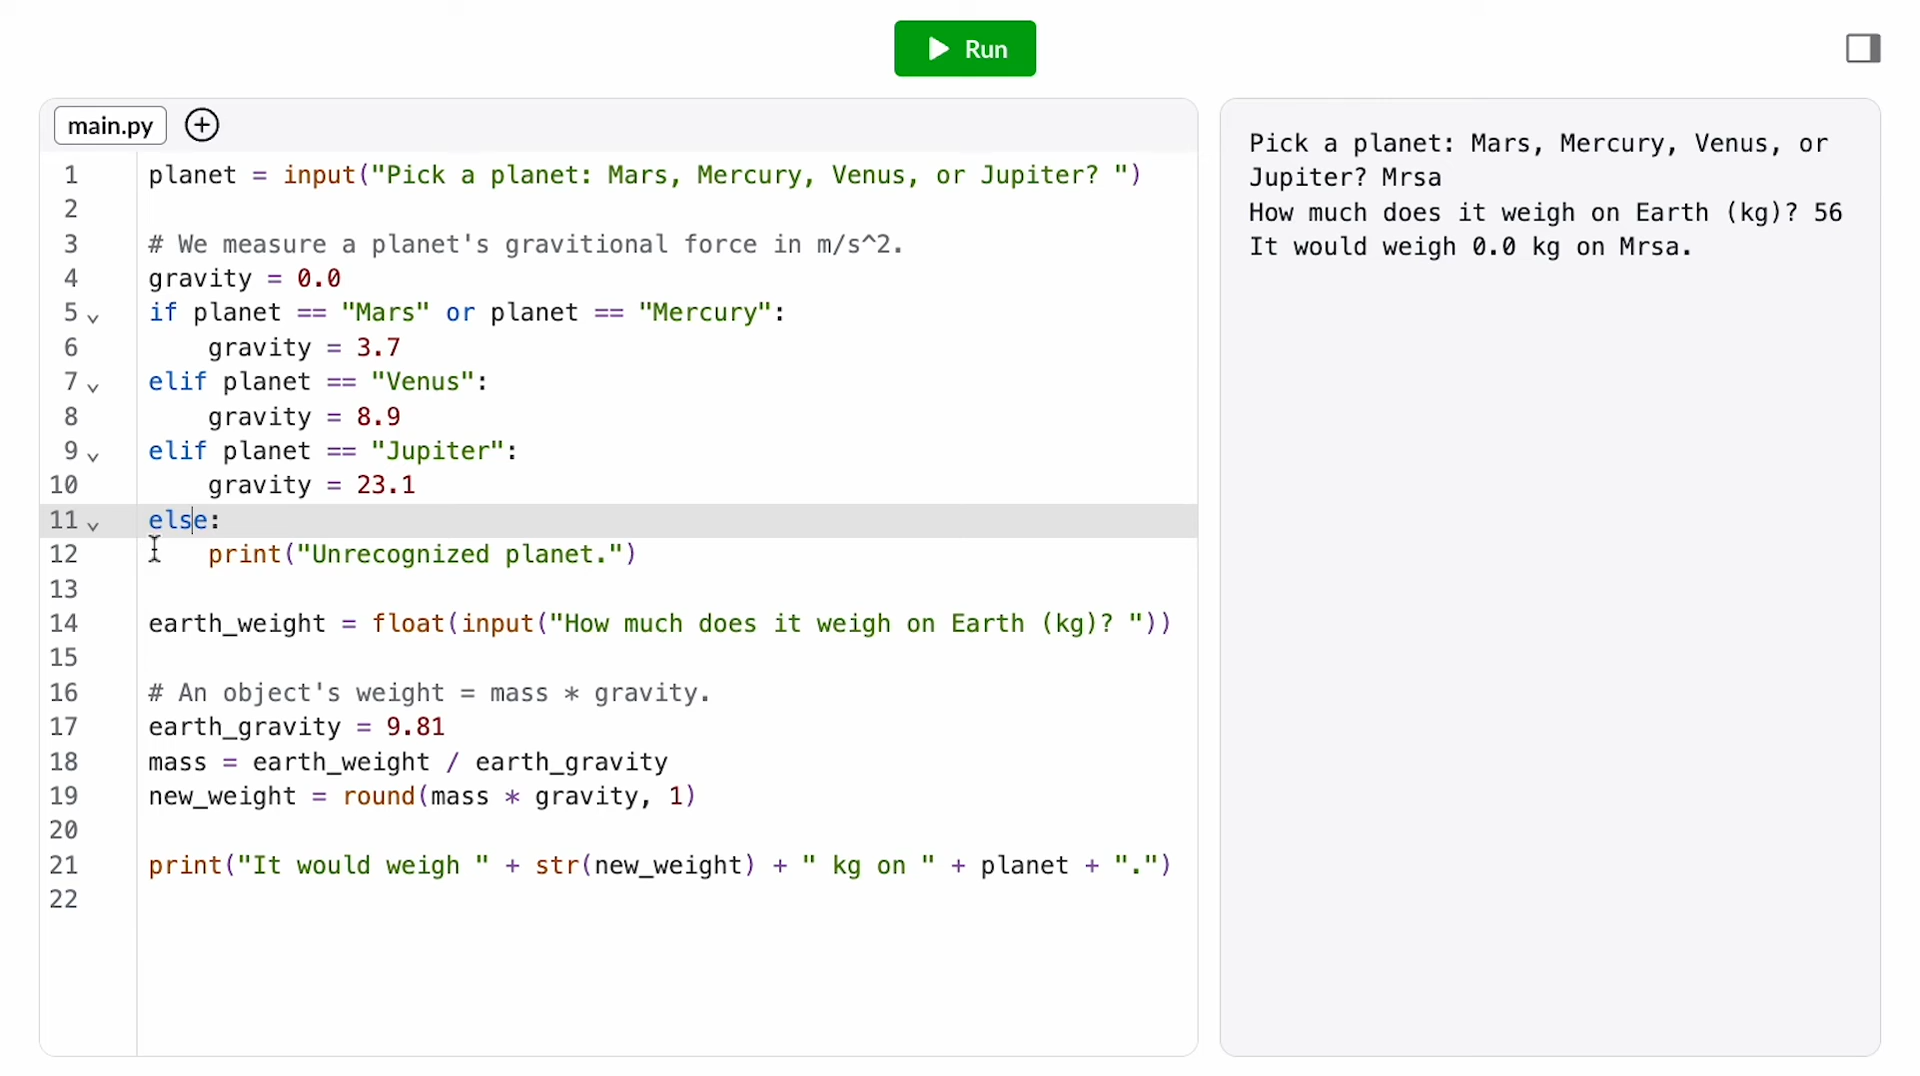 Run
main.py
1 planet = input("Pick a planet: Mars, Mercury, Venus, or Jupiter? ")
2
3 # We measure a planet's gravitional force in m/s^2.
4 gravity = 0.0
5 if planet == "Mars" or planet == "Mercury":
6     gravity = 3.7
7 elif planet == "Venus":
8     gravity = 8.9
9 elif planet == "Jupiter":
10     gravity = 23.1
11 else:
12     print("Unrecognized planet.")
13
14 earth_weight = float(input("How much does it weigh on Earth (kg)? "))
15
16 # An object's weight = mass * gravity.
17 earth_gravity = 9.81
18 mass = earth_weight / earth_gravity
19 new_weight = round(mass * gravity, 1)
20
21 print("It would weigh " + str(new_weight) + " kg on " + planet + ".")
22
Pick a planet: Mars, Mercury, Venus, or
Jupiter? Mrsa
How much does it weigh on Earth (kg)? 56
It would weigh 0.0 kg on Mrsa.